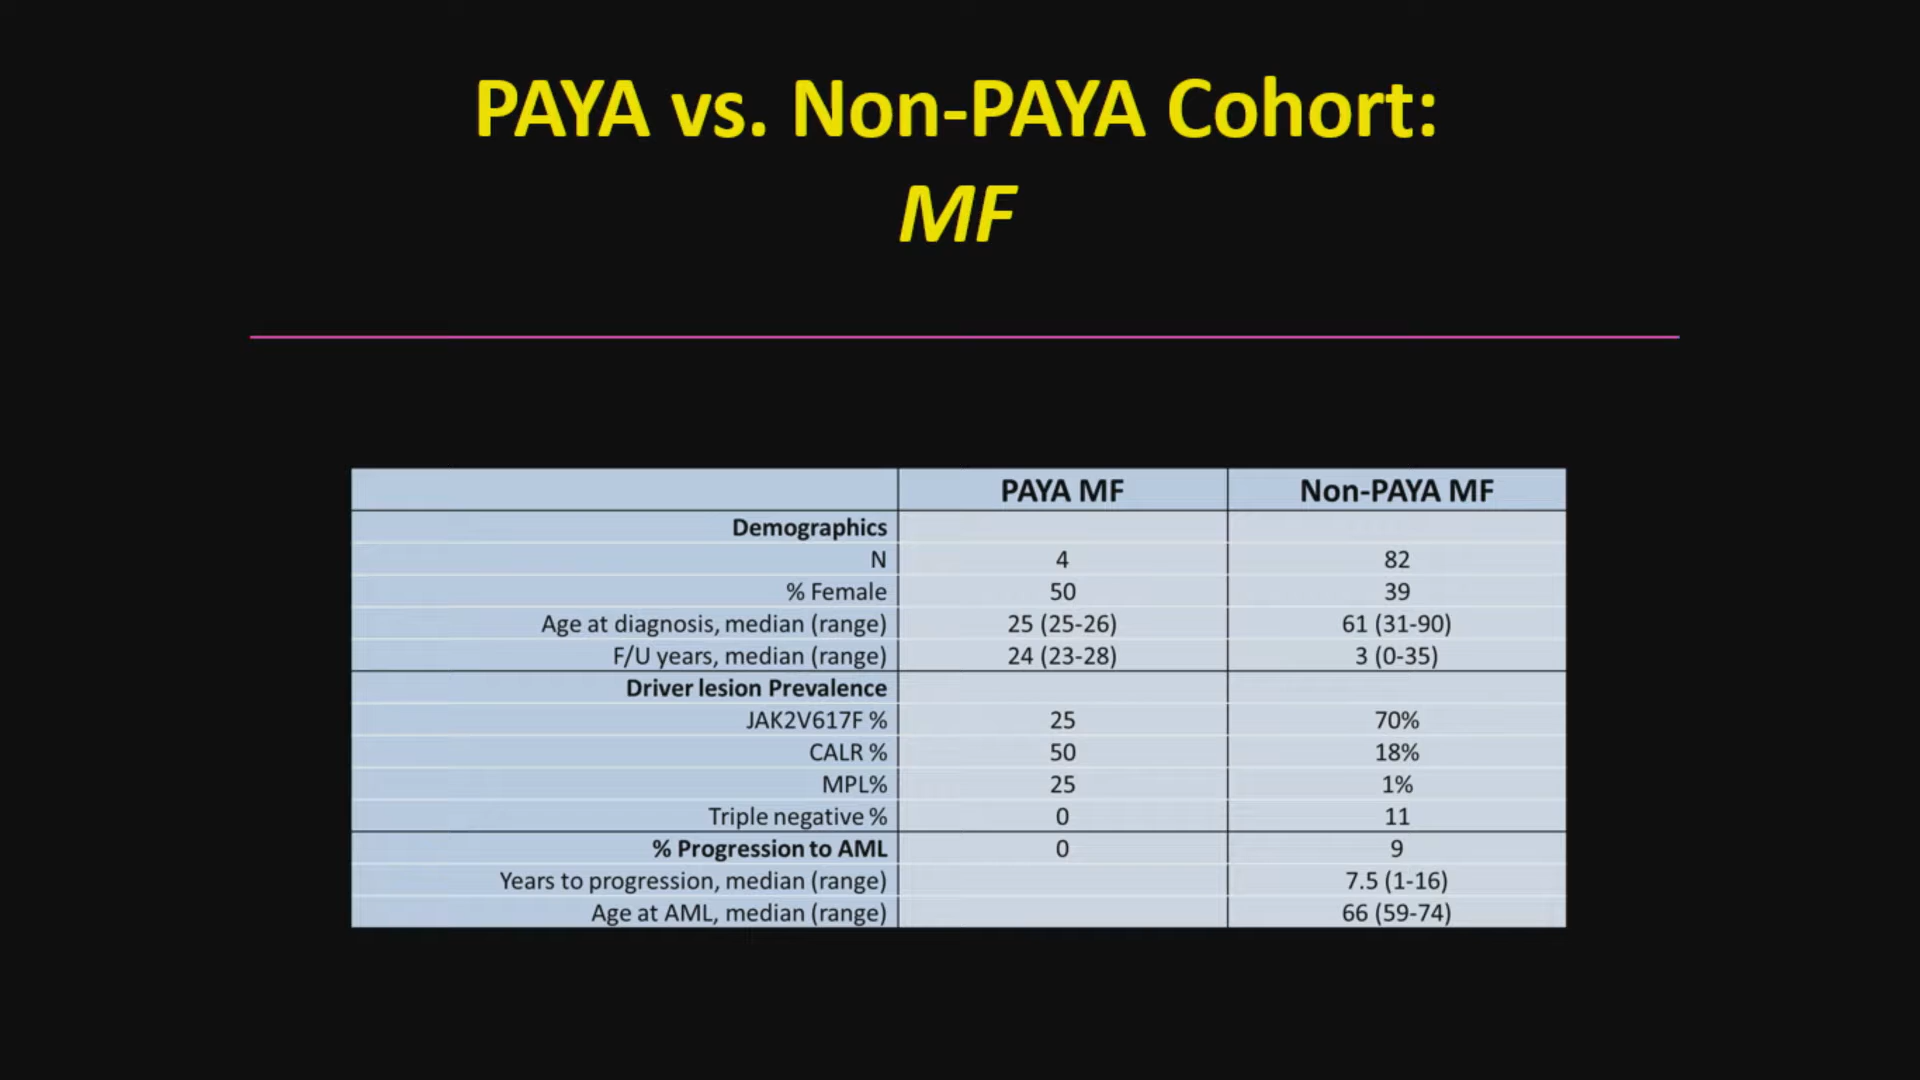 PAYA vs. Non-PAYA Cohort:
MF
PAYA MF Non-PAYA MF
Demographics
N 4 82
% Female 50 39
Age at diagnosis, median (range) 25 (25-26) 61 (31-90)
F/U years, median (range) 24 (23-28) 3 (0-35)
Driver lesion Prevalence
JAK2V617F % 25 70%
CALR % 50 18%
MPL% 25 1%
Triple negative % 0 11
% Progression to AML 0 9
Years to progression, median (range) 7.5 (1-16)
Age at AML, median (range) 66 (59-74)